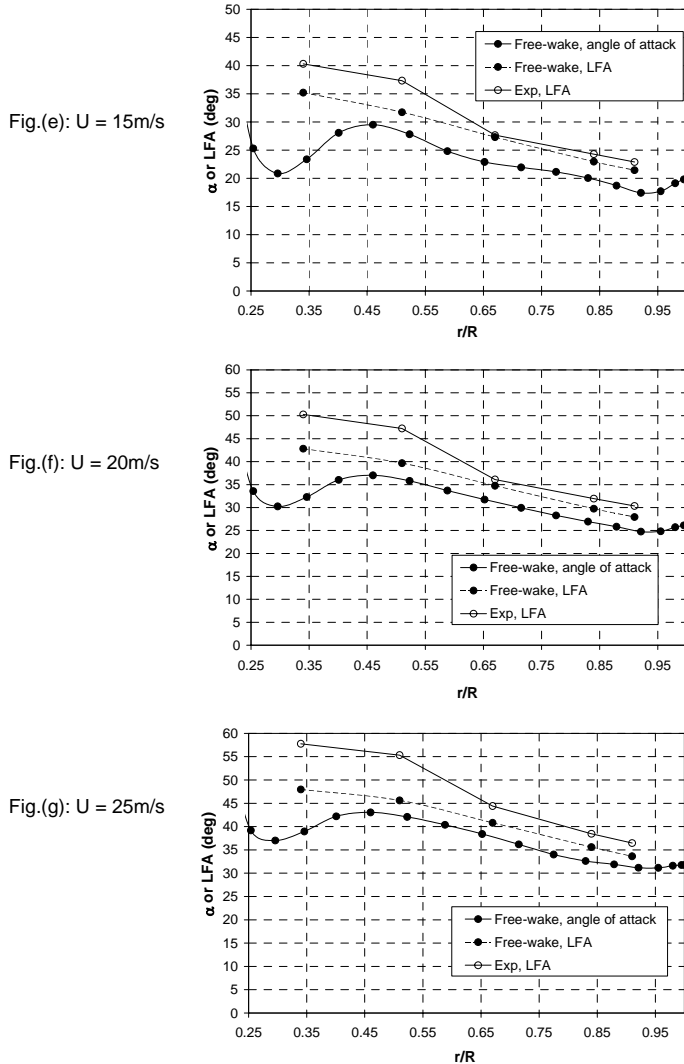 Fig.(e): U = 15m/s
α or LFA (deg)
50
45
40
35
30
25
20
15
10
5
0
Free-wake, angle of attack
Free-wake, LFA
Exp, LFA
0.25 0.35 0.45 0.55 0.65 0.75 0.85 0.95
r/R
Fig.(f): U = 20m/s
α or LFA (deg)
60
55
50
45
40
35
30
25
20
15
10
5
0
Free-wake, angle of attack
Free-wake, LFA
Exp, LFA
0.25 0.35 0.45 0.55 0.65 0.75 0.85 0.95
r/R
Fig.(g): U = 25m/s
α or LFA (deg)
60
55
50
45
40
35
30
25
20
15
10
5
0
Free-wake, angle of attack
Free-wake, LFA
Exp, LFA
0.25 0.35 0.45 0.55 0.65 0.75 0.85 0.95
r/R